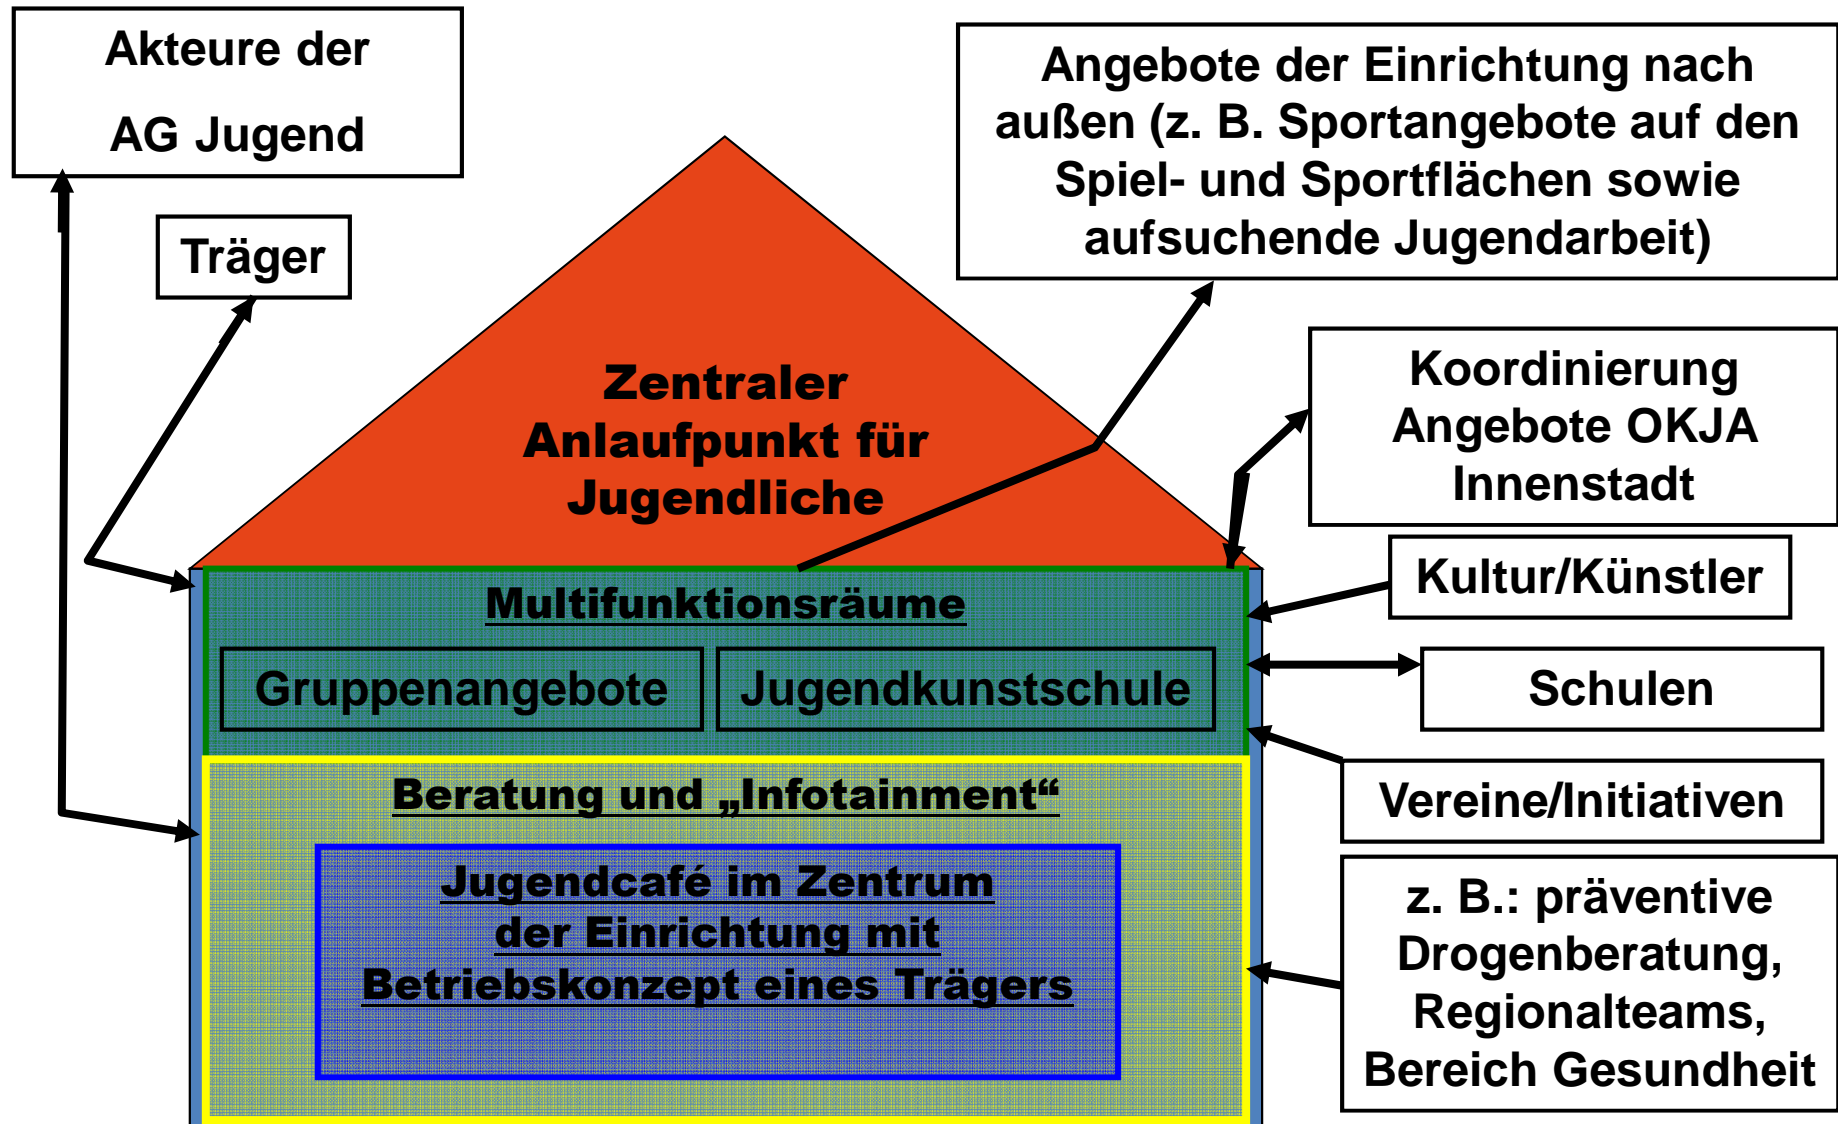 Akteure der
AG Jugend
Träger
Angebote der Einrichtung nach
außen (z. B. Sportangebote auf den
Spiel- und Sportflächen sowie
aufsuchende Jugendarbeit)
Zentraler
Anlaufpunkt für
Jugendliche
Koordinierung
Angebote OKJA
Innenstadt
Multifunktionsräume
Gruppenangebote
Jugendkunstschule
Kultur/Künstler
Schulen
Vereine/Initiativen
Beratung und „Infotainment“
Jugendcafé im Zentrum
der Einrichtung mit
Betriebskonzept eines Trägers
z. B.: präventive
Drogenberatung,
Regionalteams,
Bereich Gesundheit